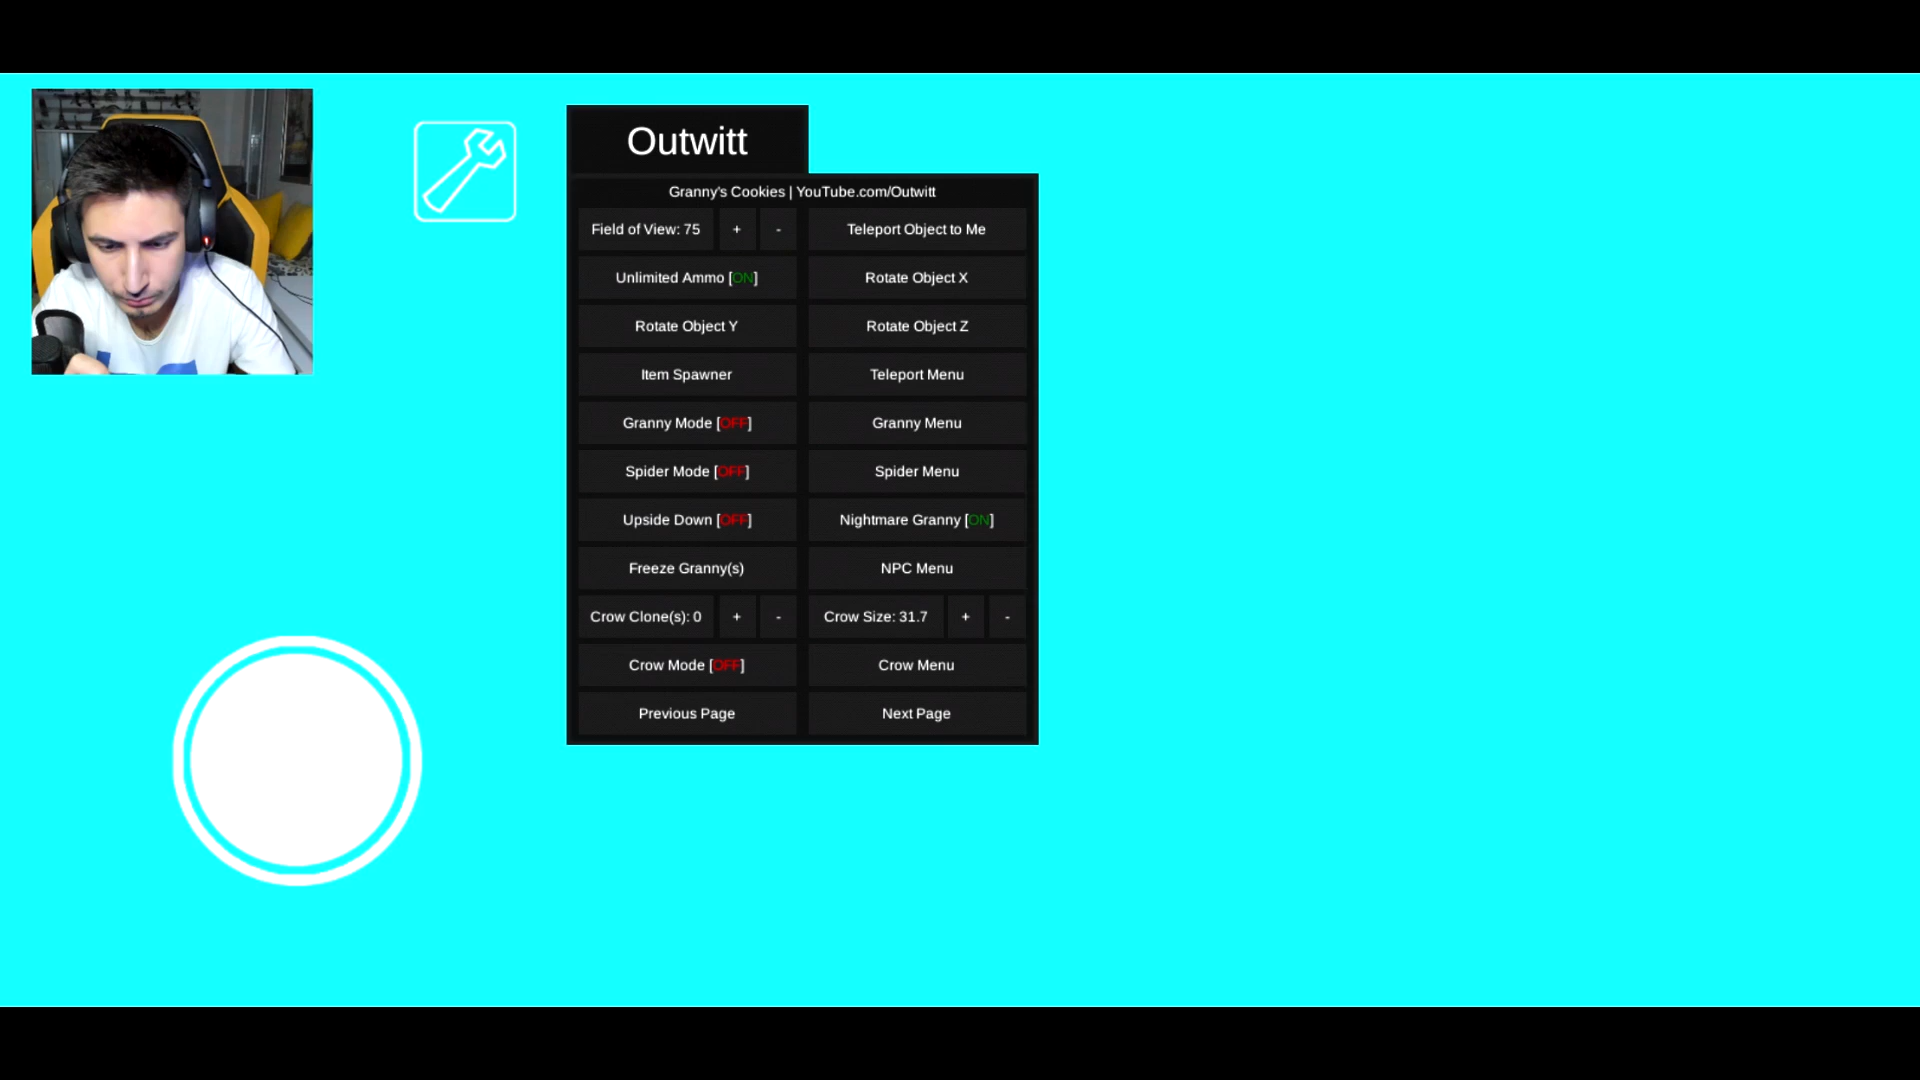 Outwitt
Granny's Cookies | YouTube.com/Outwitt
Field of View: 75 + - Teleport Object to Me
Unlimited Ammo [ON] Rotate Object X
Rotate Object Y Rotate Object Z
Item Spawner Teleport Menu
Granny Mode [OFF] Granny Menu
Spider Mode [OFF] Spider Menu
Upside Down [OFF] Nightmare Granny [ON]
Freeze Granny(s) NPC Menu
Crow Clone(s): 0 + - Crow Size: 31.7 + -
Crow Mode [OFF] Crow Menu
Previous Page Next Page